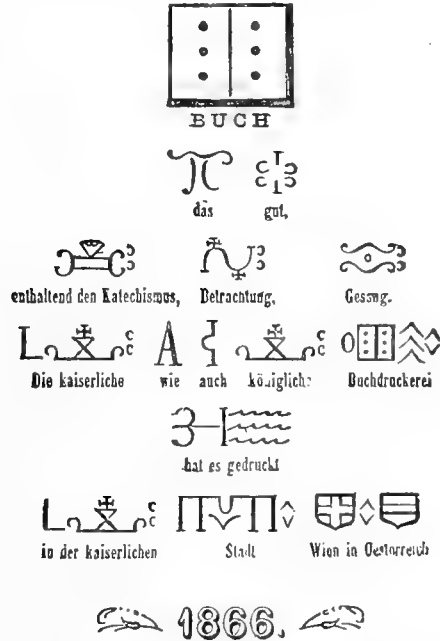 BUCH
das gut,
enthaltend den Katechismus, Betrachtung, Gesang.
Die kaiserliche wie auch königliche Buchdruckerei
hat es gedruckt
in der kaiserlichen Stadt Wien in Oesterreich
1866.